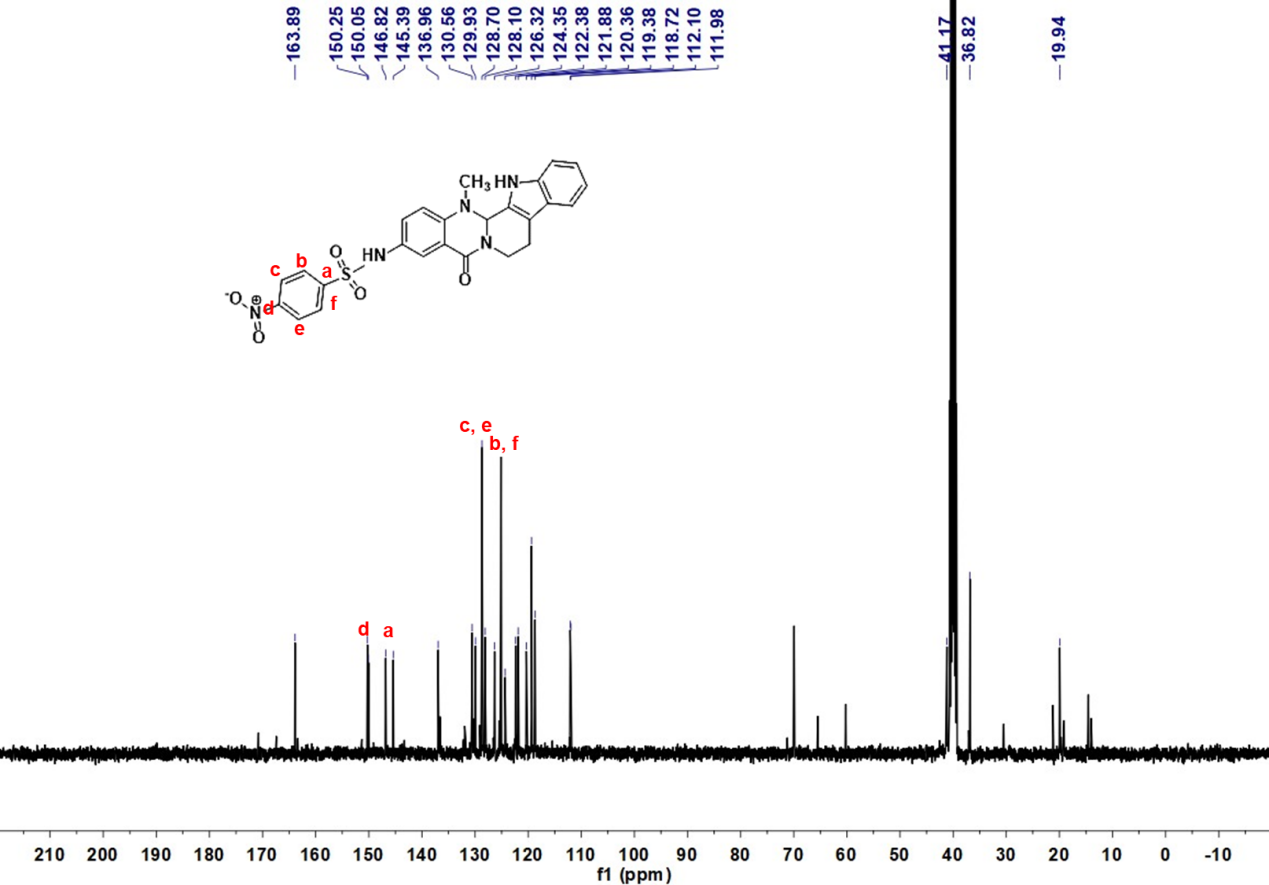 163.89
150.25
150.05
146.82
145.39
136.96
130.56
129.93
128.70
128.10
126.32
124.35
122.38
121.88
120.36
119.38
118.72
112.10
111.98
41.17
36.82
19.94
CH3 HN
N
O
HN
N
b
c
a
S
O
O
f
-O
⊕
N
d
e
O
c, e
b, f
d
a
210 200 190 180 170 160 150 140 130 120 110 100 90 80 70 60 50 40 30 20 10 0 -10
f1 (ppm)